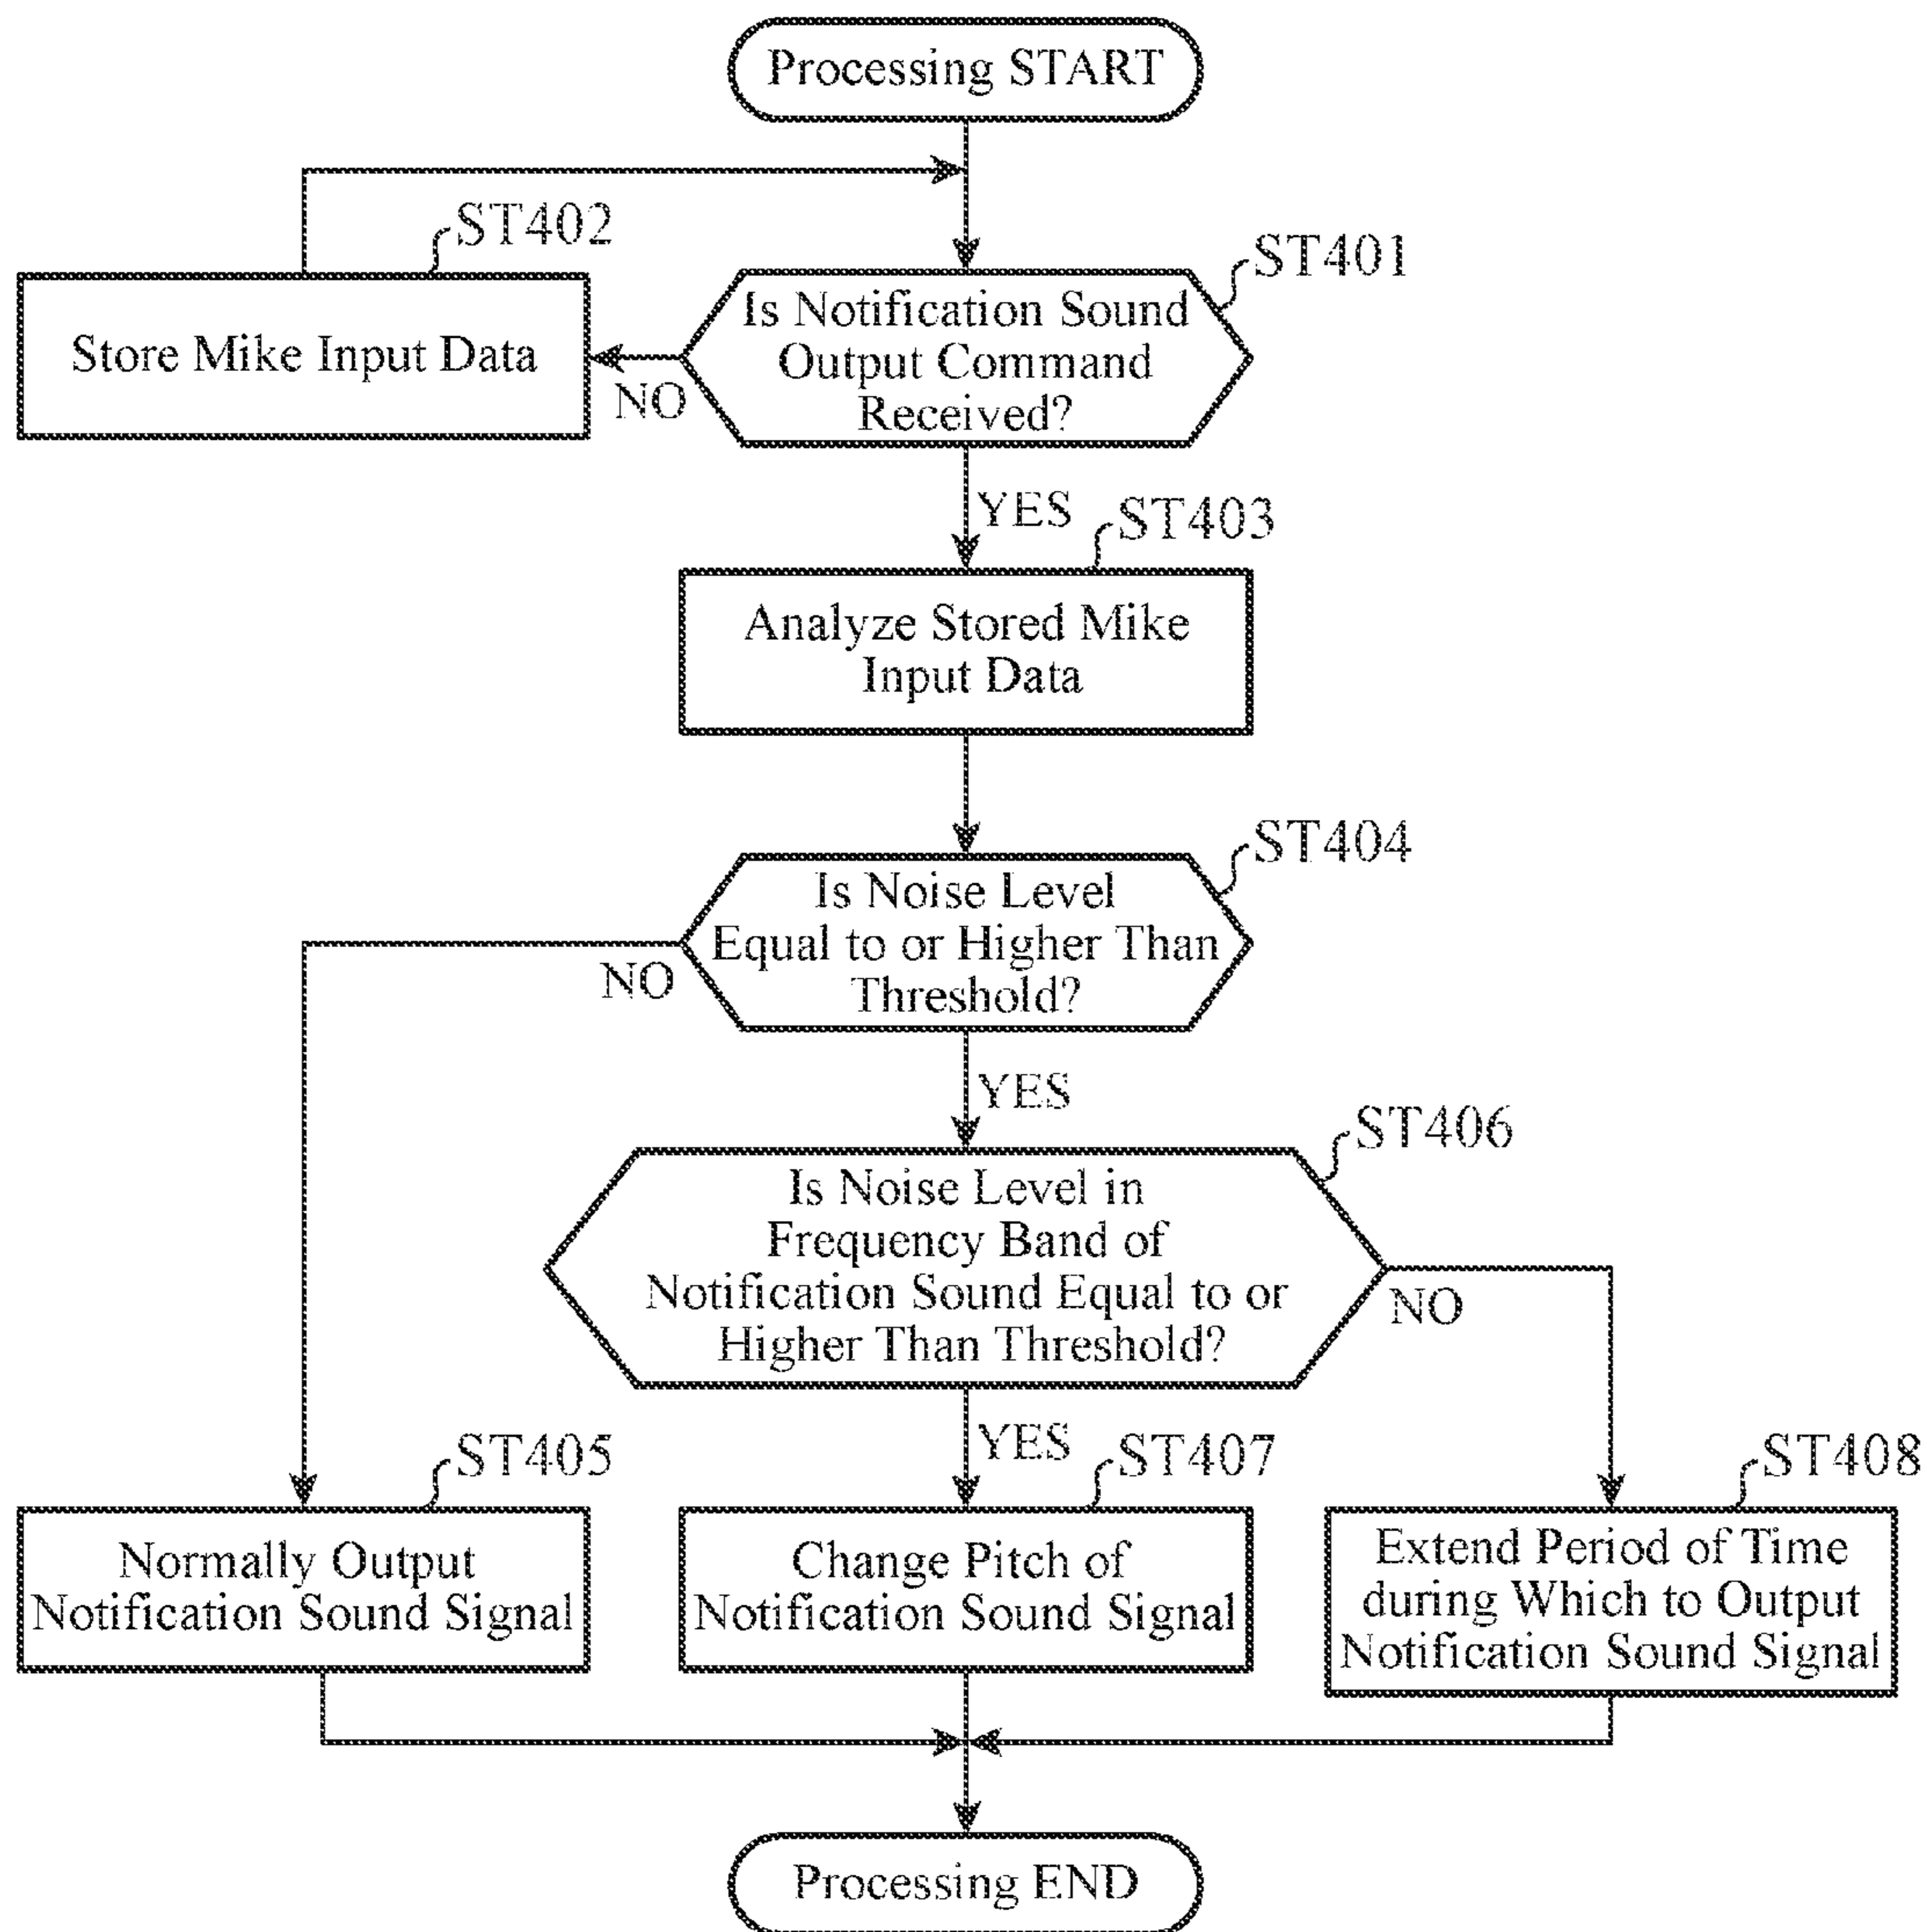 Processing START
ST402
ST401
Store Mike Input Data
NO
Is Notification Sound
Output Command
Received?
YES
ST403
Analyze Stored Mike
Input Data
ST404
Is Noise Level
Equal to or Higher Than
Threshold?
NO
YES
ST406
Is Noise Level in
Frequency Band of
Notification Sound Equal to or
Higher Than Threshold?
NO
YES
ST405
ST407
ST408
Normally Output
Notification Sound Signal
Change Pitch of
Notification Sound Signal
Extend Period of Time
during Which to Output
Notification Sound Signal
Processing END